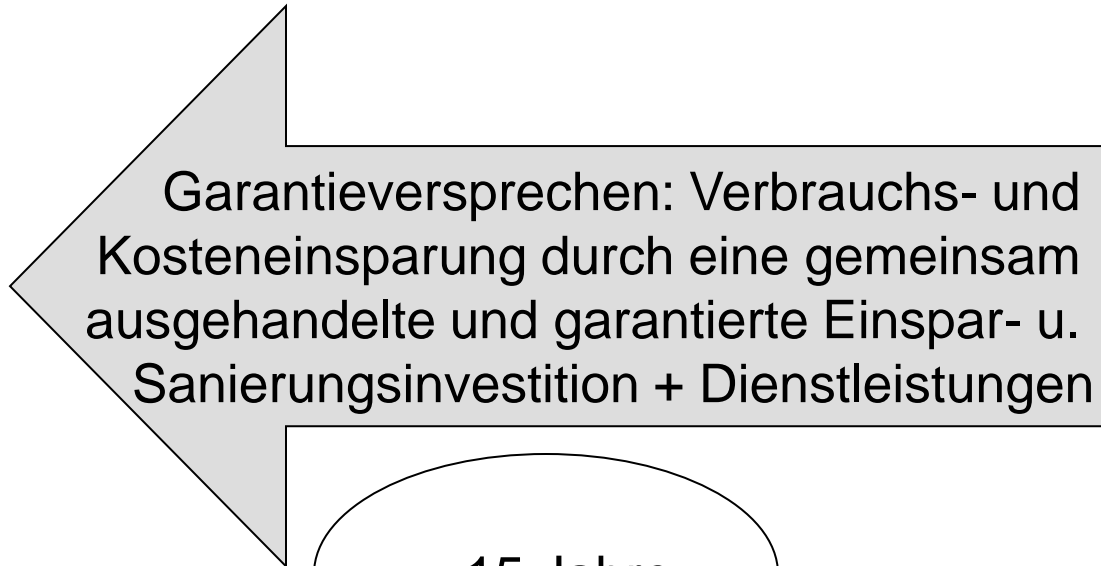 Garantieversprechen: Verbrauchs- und
Kosteneinsparung durch eine gemeinsam
ausgehandelte und garantierte Einspar- u.
Sanierungsinvestition + Dienstleistungen
15 Jahre